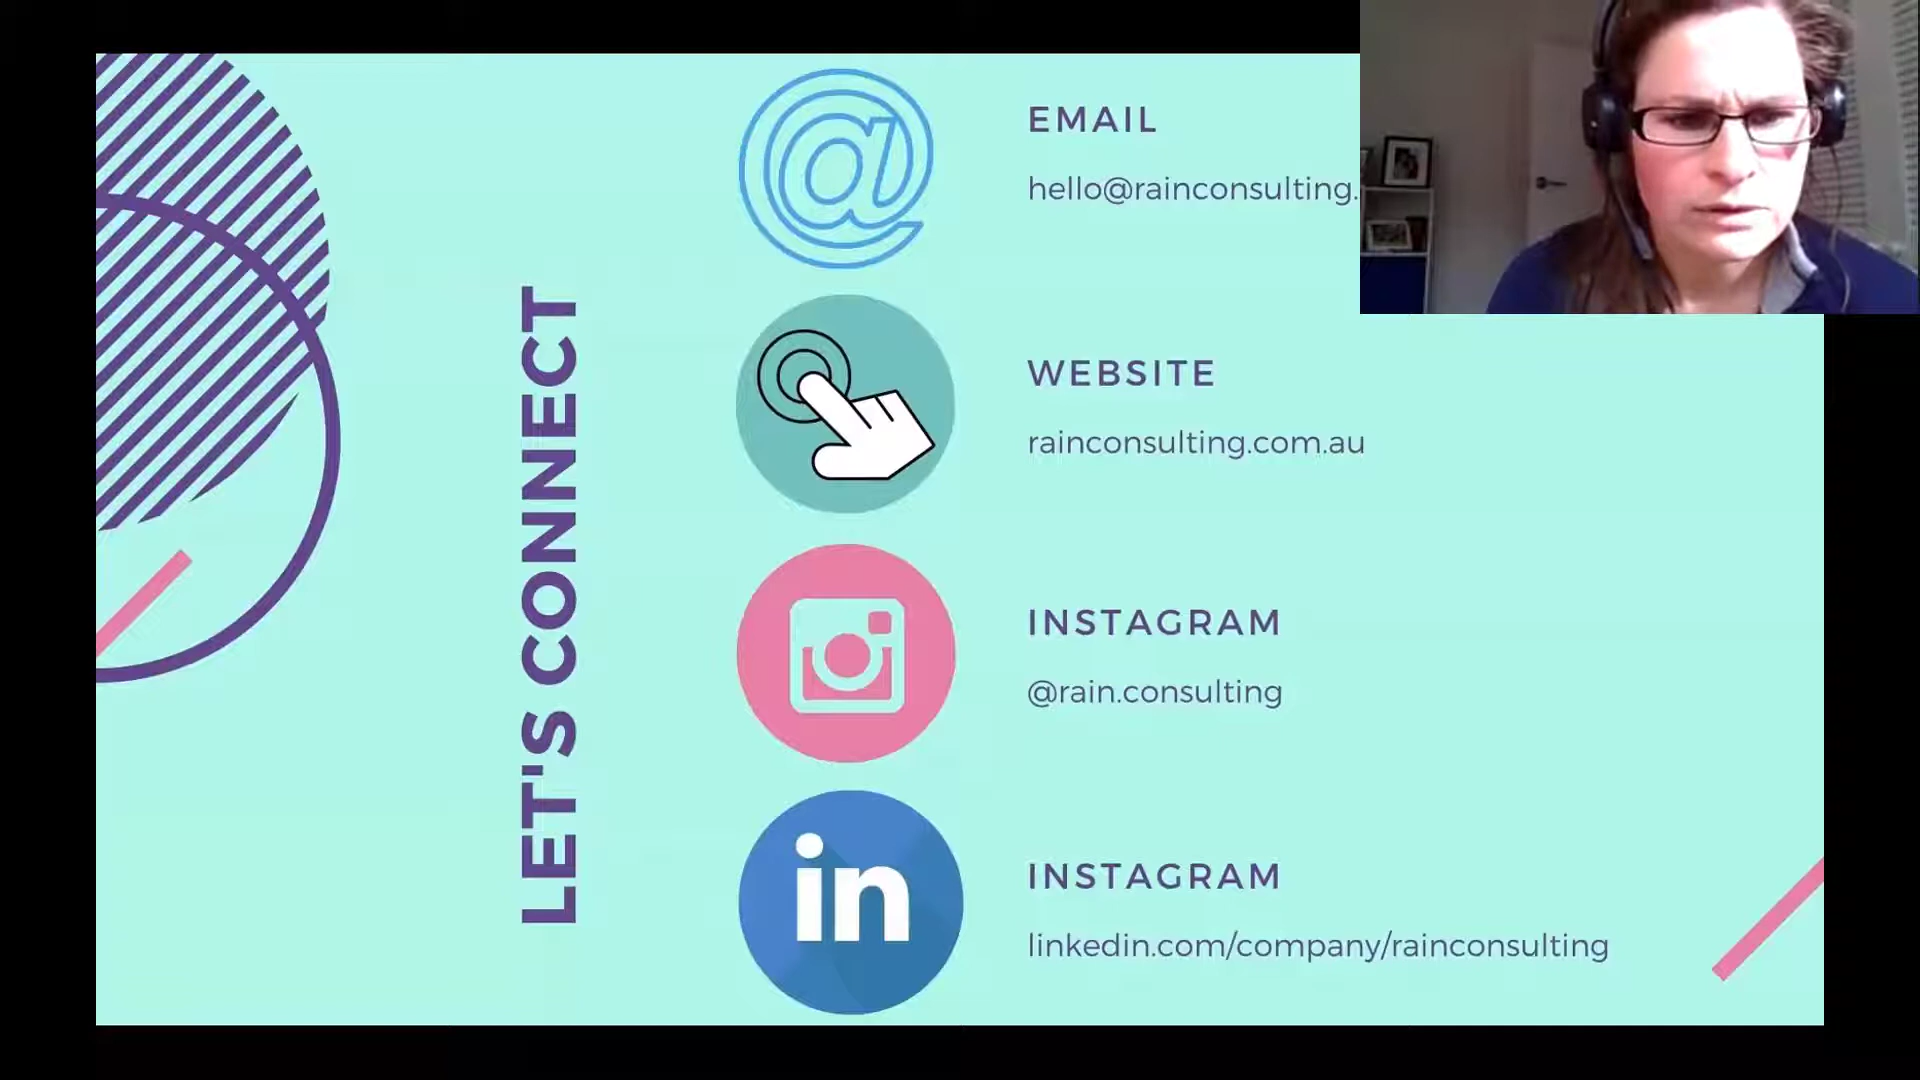 LET'S CONNECT
@
EMAIL
hello@rainconsulting.
WEBSITE
rainconsulting.com.au
INSTAGRAM
@rain.consulting
in
INSTAGRAM
linkedin.com/company/rainconsulting